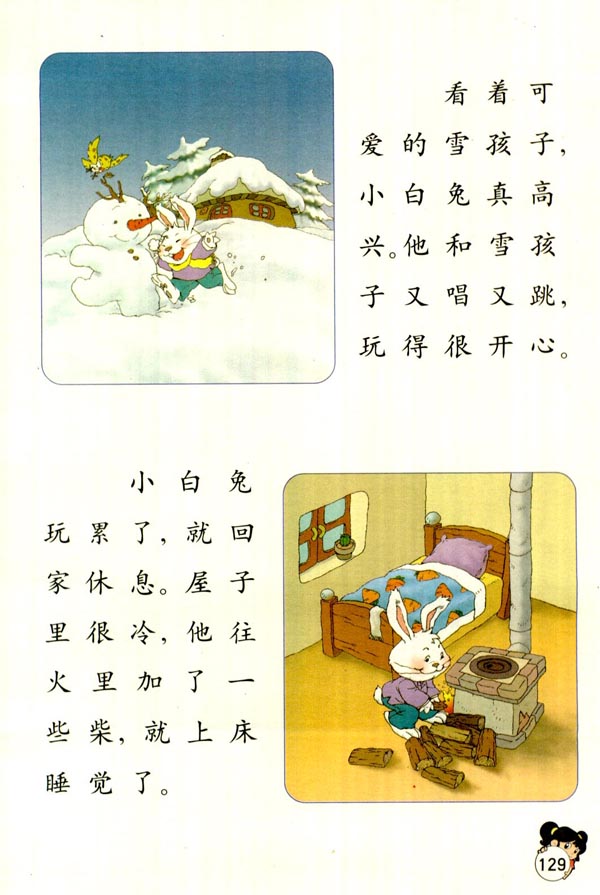 看着可
爱的雪孩子，
小白兔真高
兴。他和雪孩
子又唱又跳，
玩得很开心。
小白兔
玩累了，就回
家休息。屋子
里很冷，他往
火里加了一
些柴，就上床
睡觉了。
129